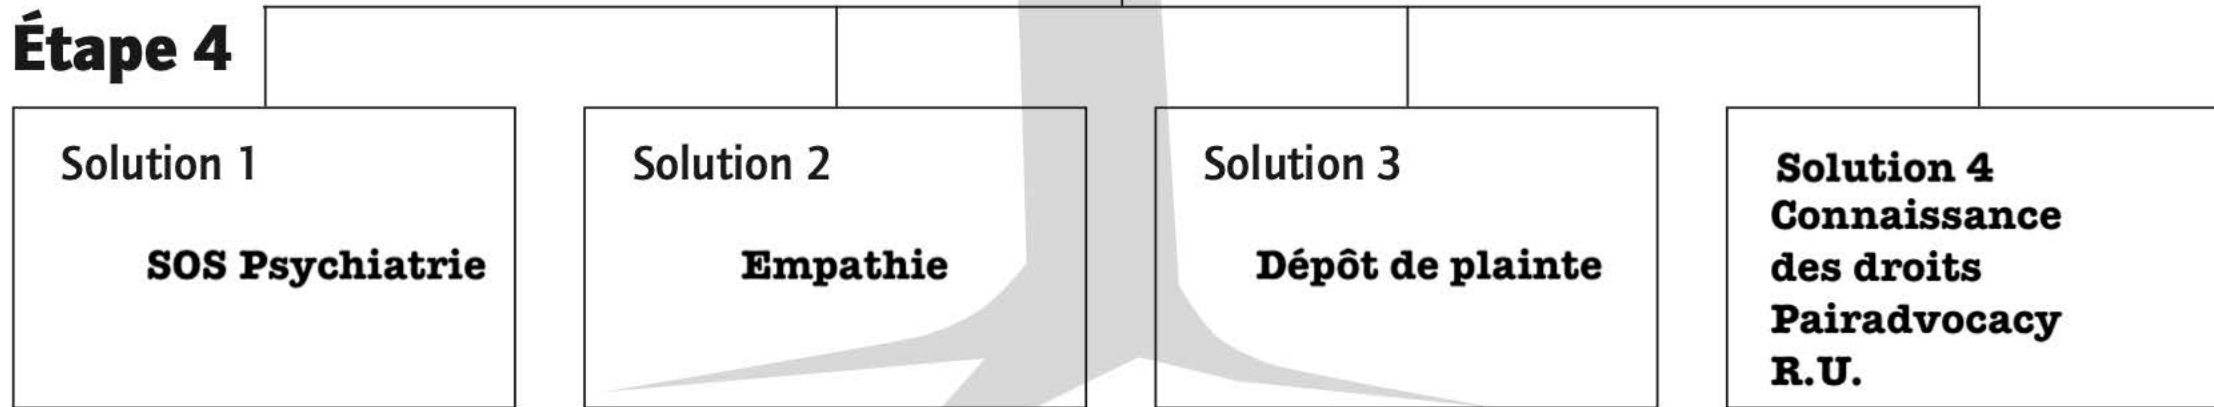 Étape 4
Solution 1
SOS Psychiatrie
Solution 2
Empathie
Solution 3
Dépôt de plainte
Solution 4
Connaissance
des droits
Pairadvocacy
R.U.